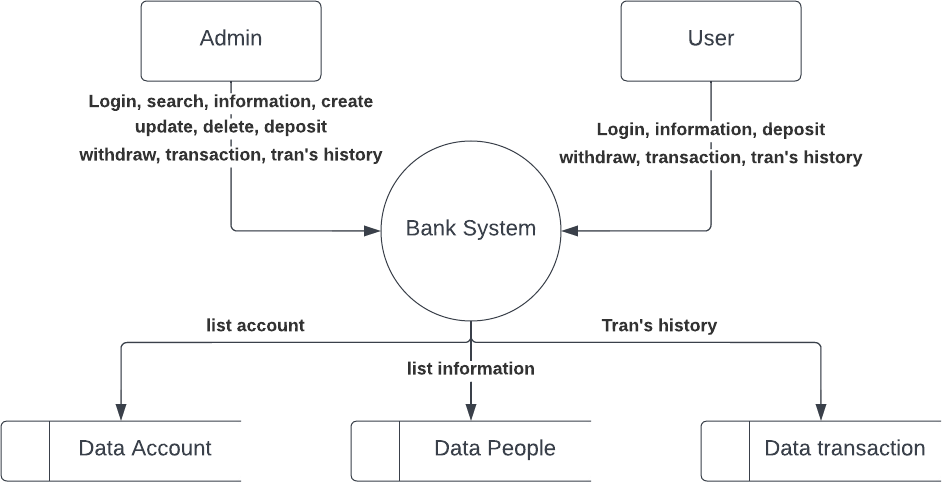 Admin
User
Login, search, information, create
update, delete, deposit
withdraw, transaction, tran's history
Login, information, deposit
withdraw, transaction, tran's history
Bank System
list account
Tran's history
list information
Data Account
Data People
Data transaction